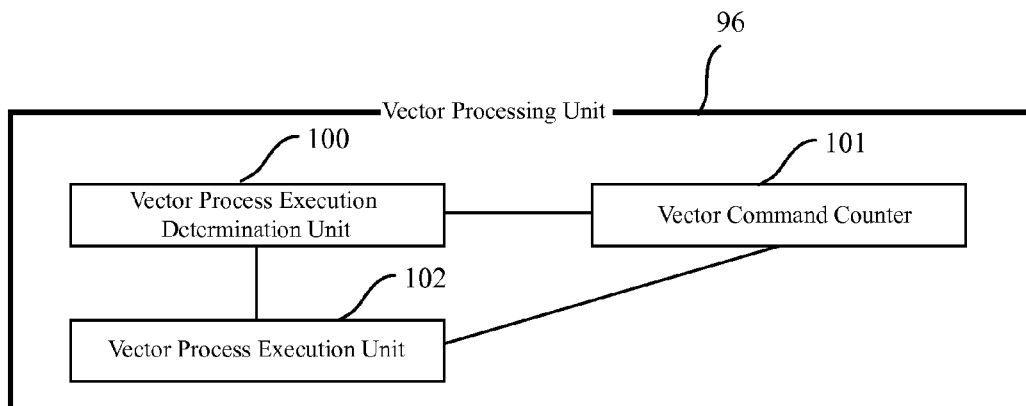 96
Vector Processing Unit
100
101
Vector Process Execution
Determination Unit
Vector Command Counter
102
Vector Process Execution Unit